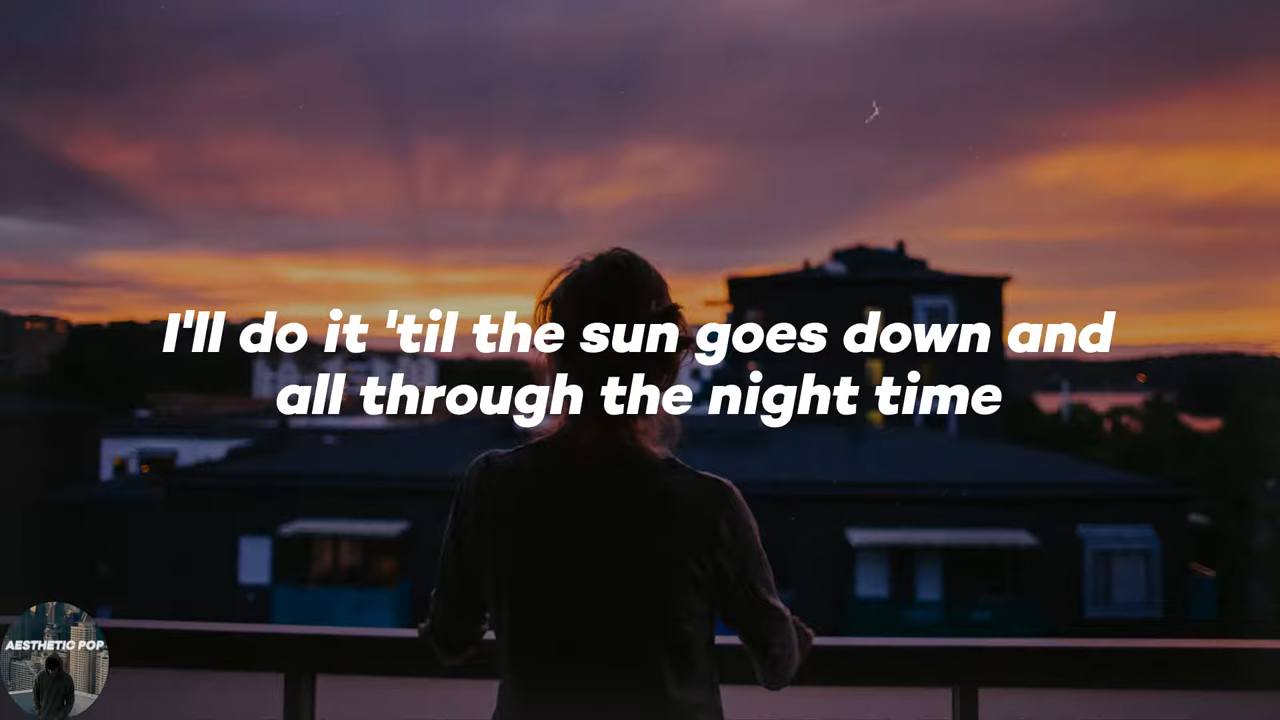 I'll do it 'til the sun goes down and
all through the night time
AESTHETIC POP